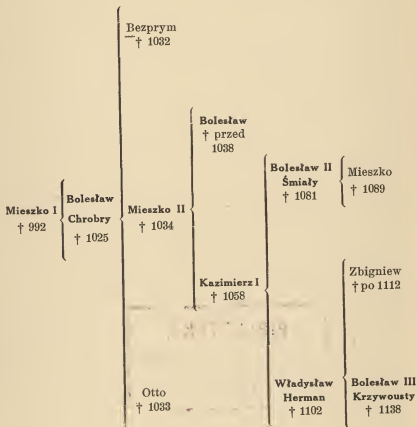 Bezprym
† 1032
Bolesław
† przed
1038
Bolesław II
Śmiały
† 1081
Mieszko
† 1089
Mieszko I
† 992
Bolesław
Chrobry
† 1025
Mieszko II
† 1034
Kazimierz I
† 1058
Zbigniew
† po 1112
Otto
† 1033
Władysław
Herman
† 1102
Bolesław III
Krzywousty
† 1138